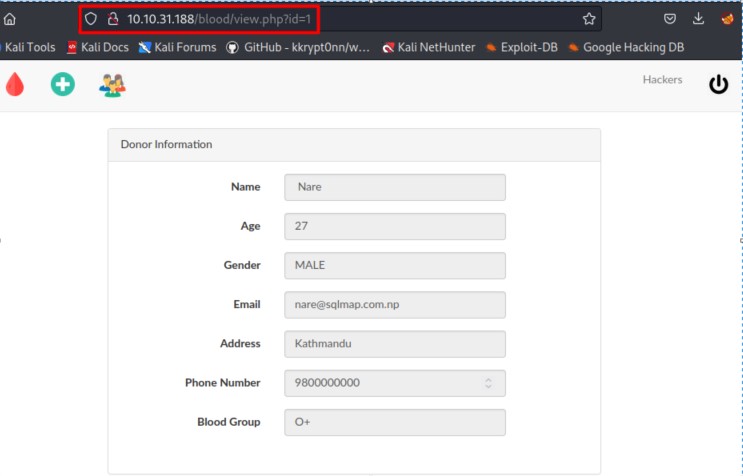 10.10.31.188/blood/view.php?id=1
Kali Tools Kali Docs Kali Forums GitHub - kkrypt0nn/w... Kali NetHunter Exploit-DB Google Hacking DB
Hackers
Donor Information
Name Nare
Age 27
Gender MALE
Email nare@sqlmap.com.np
Address Kathmandu
Phone Number 9800000000
Blood Group O+